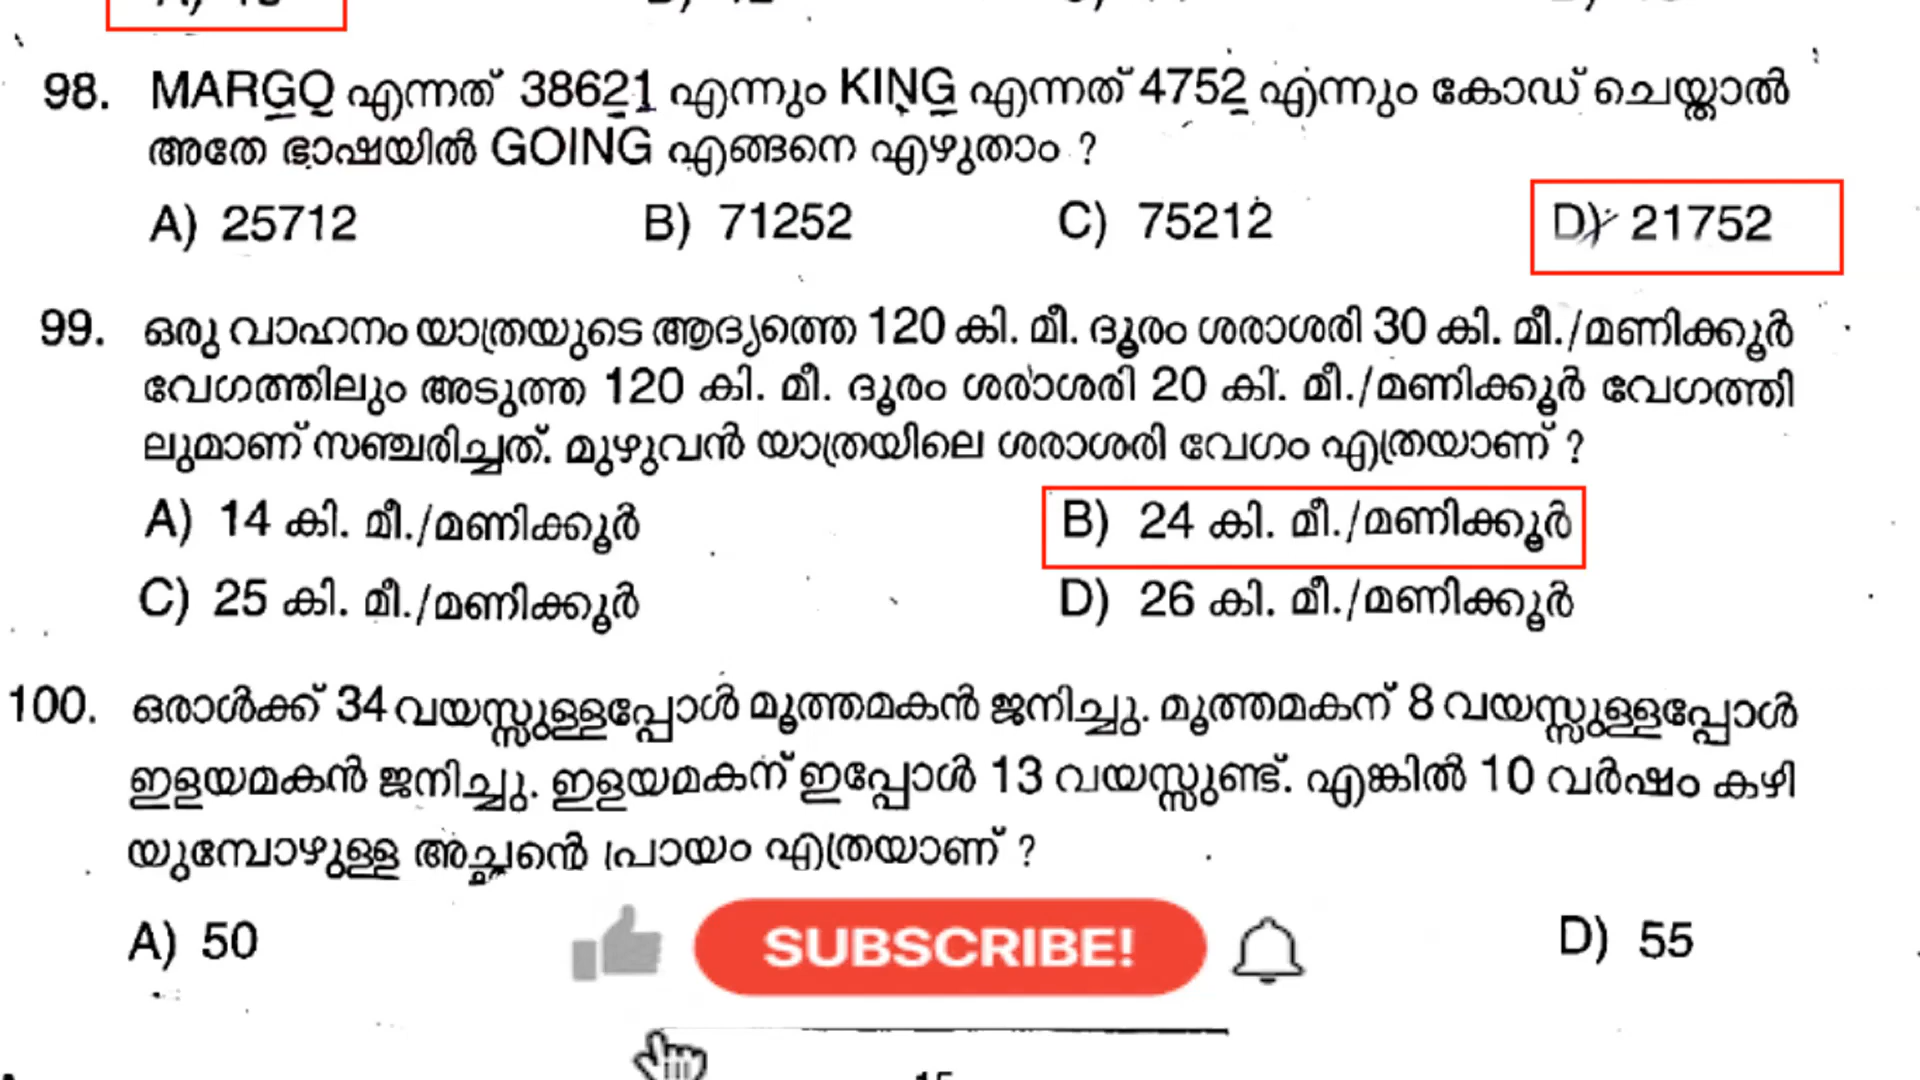 98. MARGO എന്നത് 38621 എന്നും KING എന്നത് 4752 എന്നും കോഡ് ചെയ്താൽ
അതേ ഭാഷയിൽ GOING എങ്ങനെ എഴുതാം ?
A) 25712 B) 71252 C) 75212 D) 21752
99. ഒരു വാഹനം യാത്രയുടെ ആദ്യത്തെ 120 കി. മീ. ദൂരം ശരാശരി 30 കി. മീ./മണിക്കൂർ
വേഗത്തിലും അടുത്ത 120 കി. മീ. ദൂരം ശരാശരി 20 കി. മീ./മണിക്കൂർ വേഗത്തി
ലുമാണ് സഞ്ചരിച്ചത്. മുഴുവൻ യാത്രയിലെ ശരാശരി വേഗം എത്രയാണ് ?
A) 14 കി. മീ./മണിക്കൂർ B) 24 കി. മീ./മണിക്കൂർ
C) 25 കി. മീ./മണിക്കൂർ D) 26 കി. മീ./മണിക്കൂർ
100. ഒരാൾക്ക് 34 വയസ്സുള്ളപ്പോൾ മൂത്തമകൻ ജനിച്ചു. മൂത്തമകന് 8 വയസ്സുള്ളപ്പോൾ
ഇളയമകൻ ജനിച്ചു. ഇളയമകന് ഇപ്പോൾ 13 വയസ്സുണ്ട്. എങ്കിൽ 10 വർഷം കഴി
യുമ്പോഴുള്ള അച്ഛന്റെ പ്രായം എത്രയാണ് ?
A) 50 SUBSCRIBE! D) 55